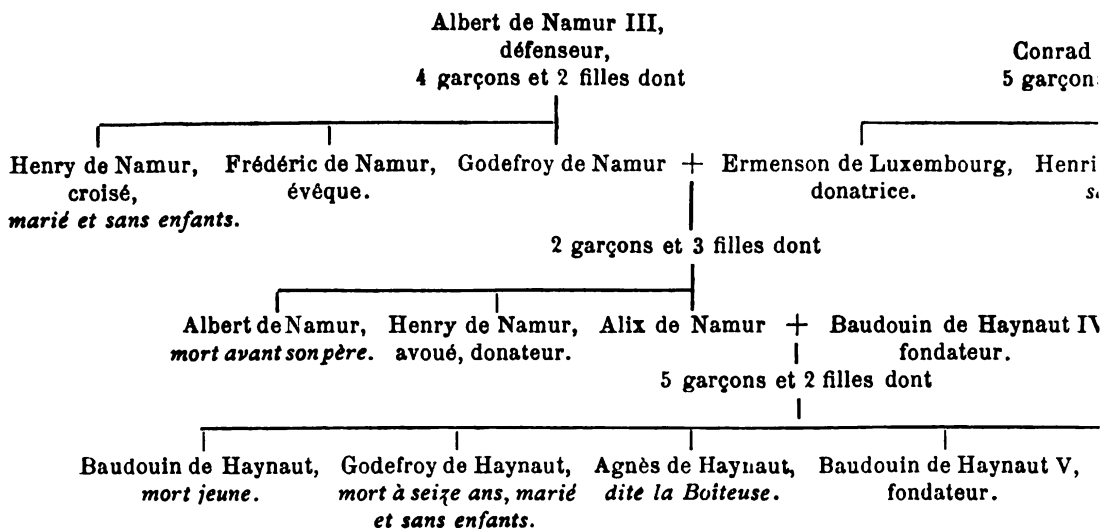 Albert de Namur III,
défenseur,
4 garçons et 2 filles dont
Conrad
5 garçons
Henry de Namur,
croisé,
marié et sans enfants.
Frédéric de Namur,
évêque.
Godefroy de Namur + Ermenson de Luxembourg,
donatrice.
Henri
2 garçons et 3 filles dont
Albert de Namur,
mort avant son père.
Henry de Namur,
avoué, donateur.
Alix de Namur + Baudouin de Haynaut IV
fondateur.
5 garçons et 2 filles dont
Baudouin de Haynaut,
mort jeune.
Godefroy de Haynaut,
mort à seize ans, marié
et sans enfants.
Agnès de Haynaut,
dite la Boiteuse.
Baudouin de Haynaut V,
fondateur.